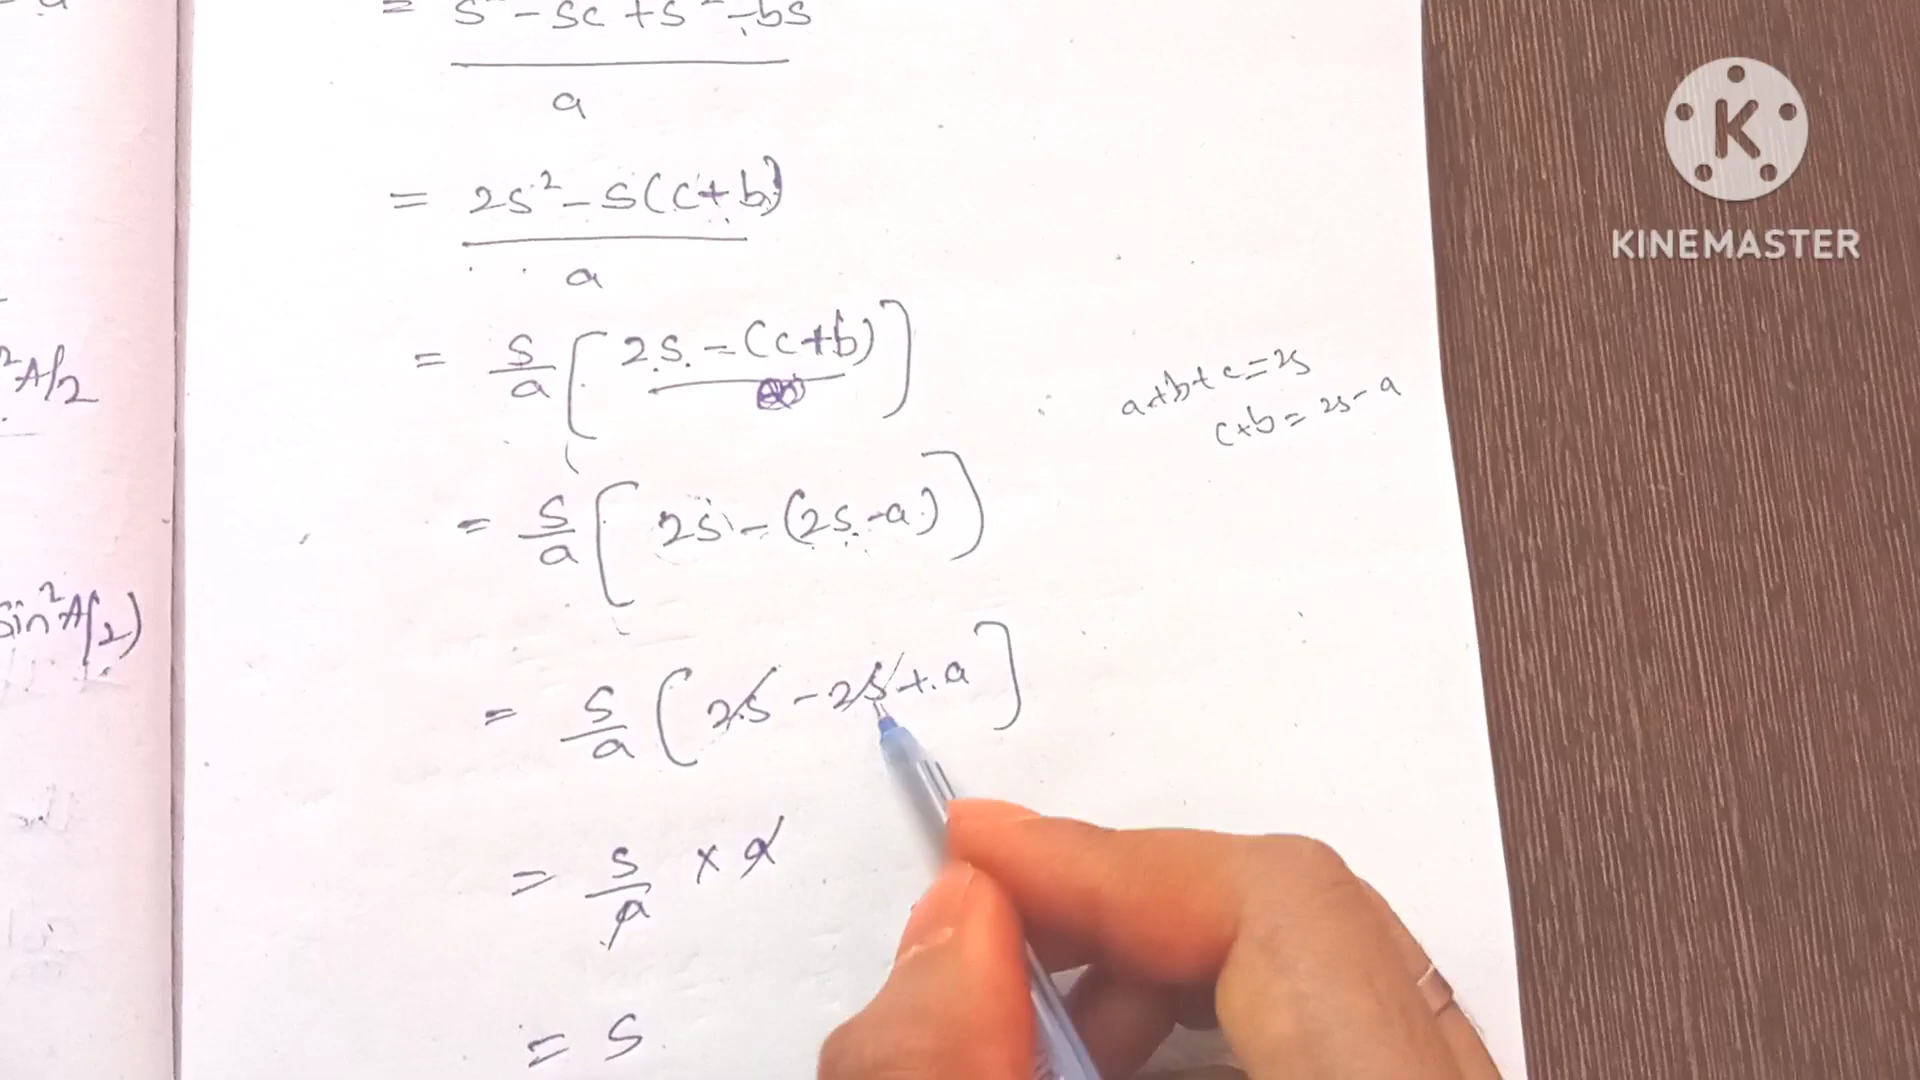 = s² - sc + s² - bs
a
= 2s² - s(c+b)
a
= s/a [2s - (c+b)]
a+b+c=2s
c+b=2s-a
= s/a [2s - (2s-a)]
= s/a [2s - 2s + a]
= s/a × a
= s
²A/2
sin²A/2)
K
KINEMASTER